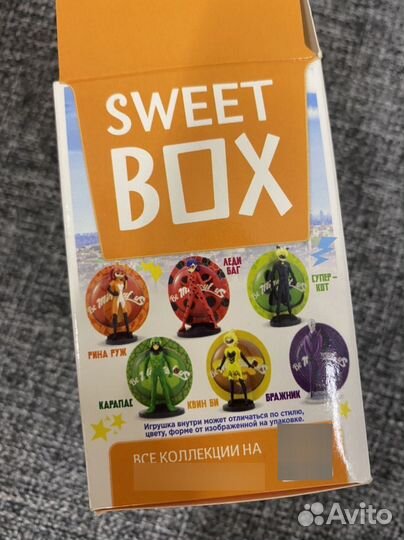 SWEET
BOX
РИНА РУЖ
ЛЕДИ
БАГ
СУПЕР-
КОТ
КАРАПАС
КВИН БИ
БРАЖНИК
Игрушка внутри может отличаться по стилю,
цвету, форме от изображенной на упаковке.
ВСЕ КОЛЛЕКЦИИ НА
Avito